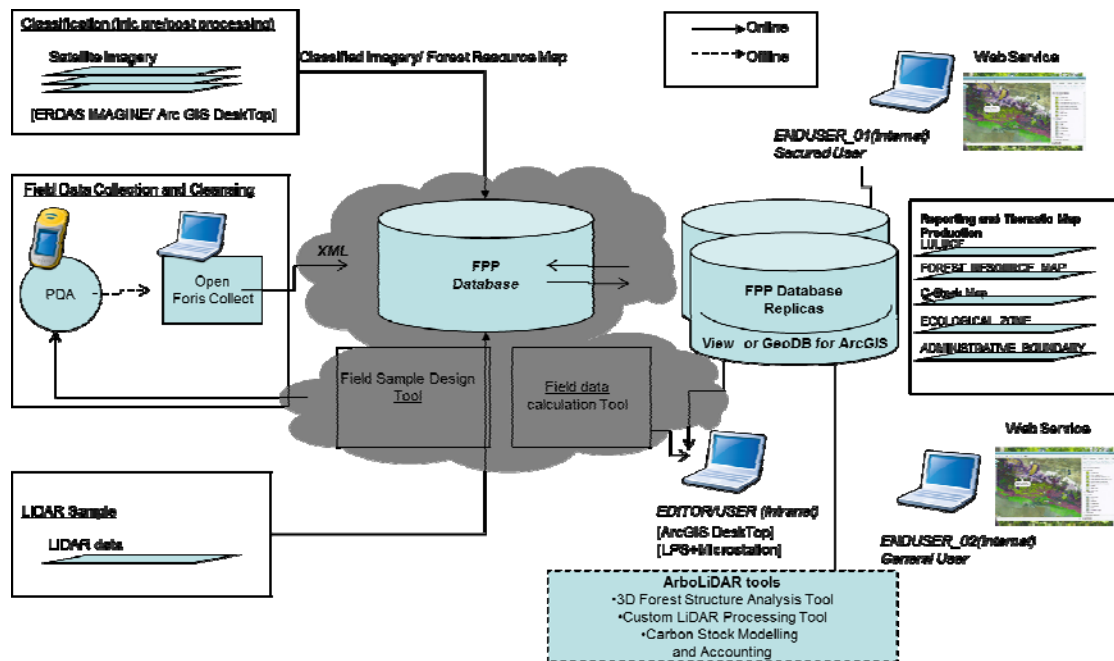 Classification (inlc pre/post processing)
Satellite Imagery
[ERDAS IMAGINE/ Arc GIS DeskTop]
Classified Imagery/ Forest Resource Map
Online
Offline
Web Service
ENDUSER_01(Internet)
Secured User
Field Data Collection and Cleansing
PDA
Open
Foris Collect
XML
FPP
Database
FPP Database
Replicas
View or GeoDB for ArcGIS
Reporting and Thematic Map
Production
LULUCF
FOREST RESOURCE MAP
C-Stock Map
ECOLOGICAL ZONE
ADMINISTRATIVE BOUNDARY
Field Sample Design
Tool
Field data
calculation Tool
EDITOR/USER (Intranet)
[ArcGIS DeskTop]
[LPS+Microstation]
Web Service
ENDUSER_02(Internet)
General User
LiDAR Sample
LiDAR data
ArboLiDAR tools
•3D Forest Structure Analysis Tool
•Custom LiDAR Processing Tool
•Carbon Stock Modelling
and Accounting